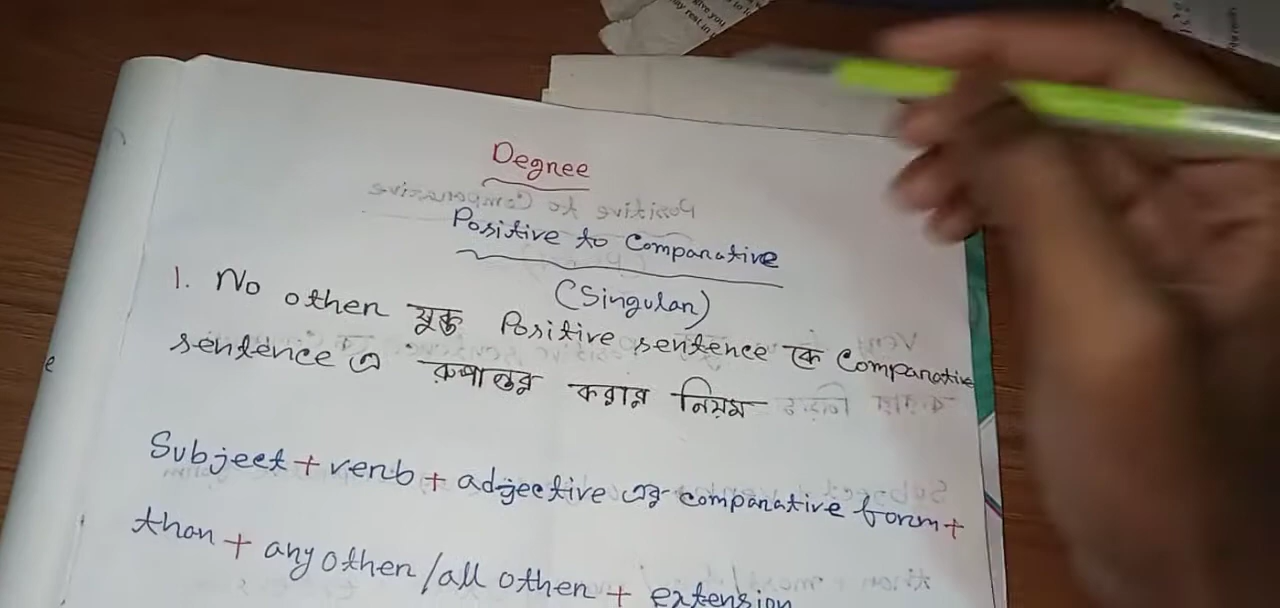 Degree
Positive to Comparative
(Singular)
1. No other যুক্ত Positive sentence কে Comparative
sentence এ রুপান্তর করার নিয়ম
Subject + verb + adjective এর comparative form +
than + any other / all other + extension